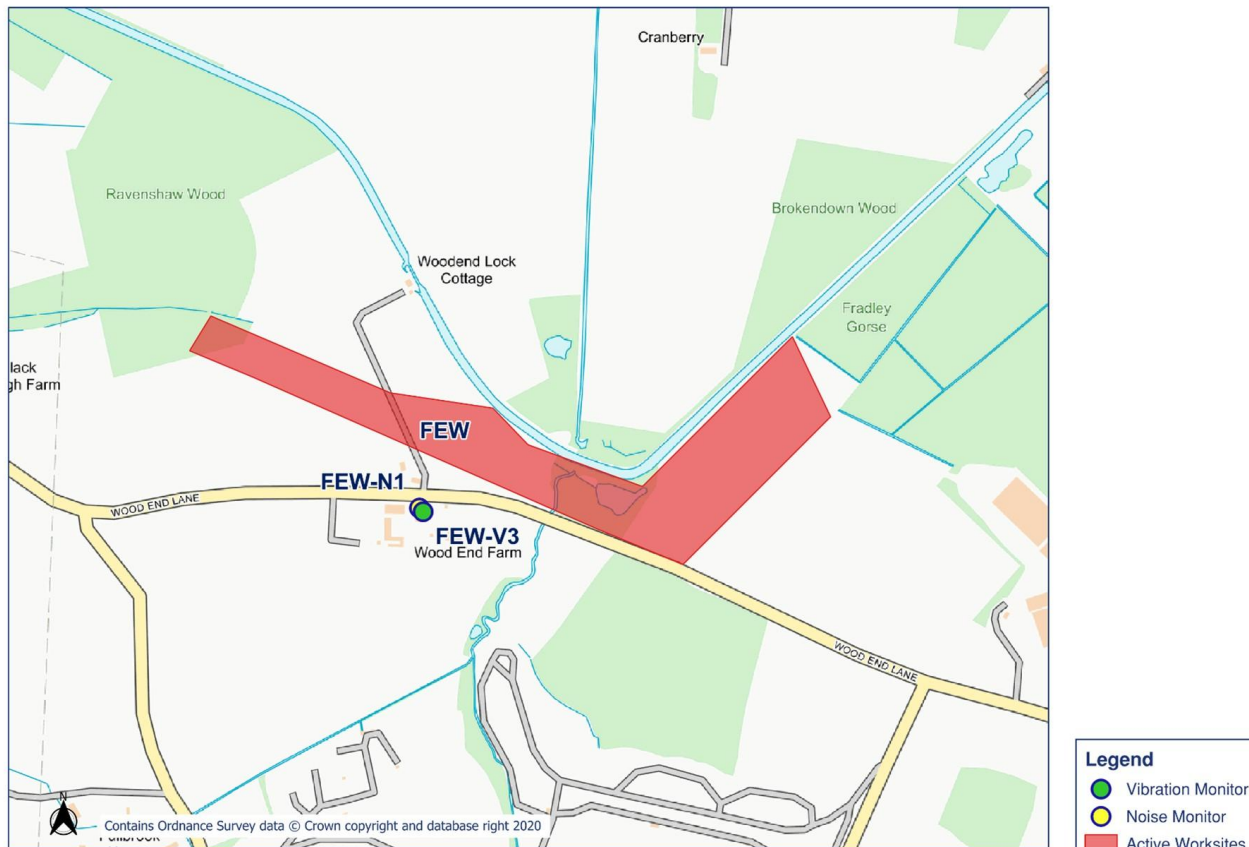 Cranberry
Ravenshaw Wood
Brokendown Wood
Woodend Lock
Cottage
Fradley
Gorse
lack
gh Farm
FEW
FEW-N1
WOOD END LANE
FEW-V3
Wood End Farm
WOOD END LANE
Legend
Vibration Monitor
Noise Monitor
Active Worksites
N
Contains Ordnance Survey data © Crown copyright and database right 2020